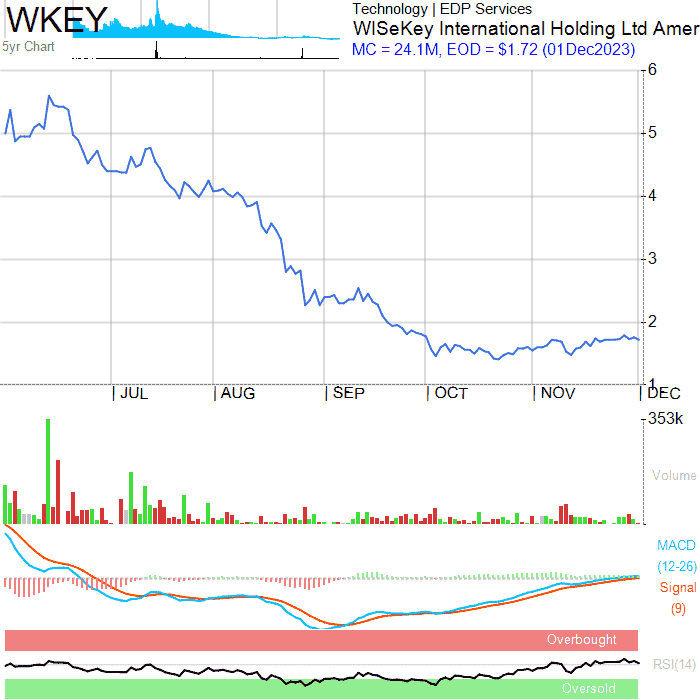 WKEY
5yr Chart
Technology | EDP Services
WISeKey International Holding Ltd Amer
MC = 24.1M, EOD = $1.72 (01Dec2023)
6
5
4
3
2
1
JUL AUG SEP OCT NOV DEC
353k
Volume
MACD
(12-26)
Signal
(9)
Overbought
RSI(14)
Oversold